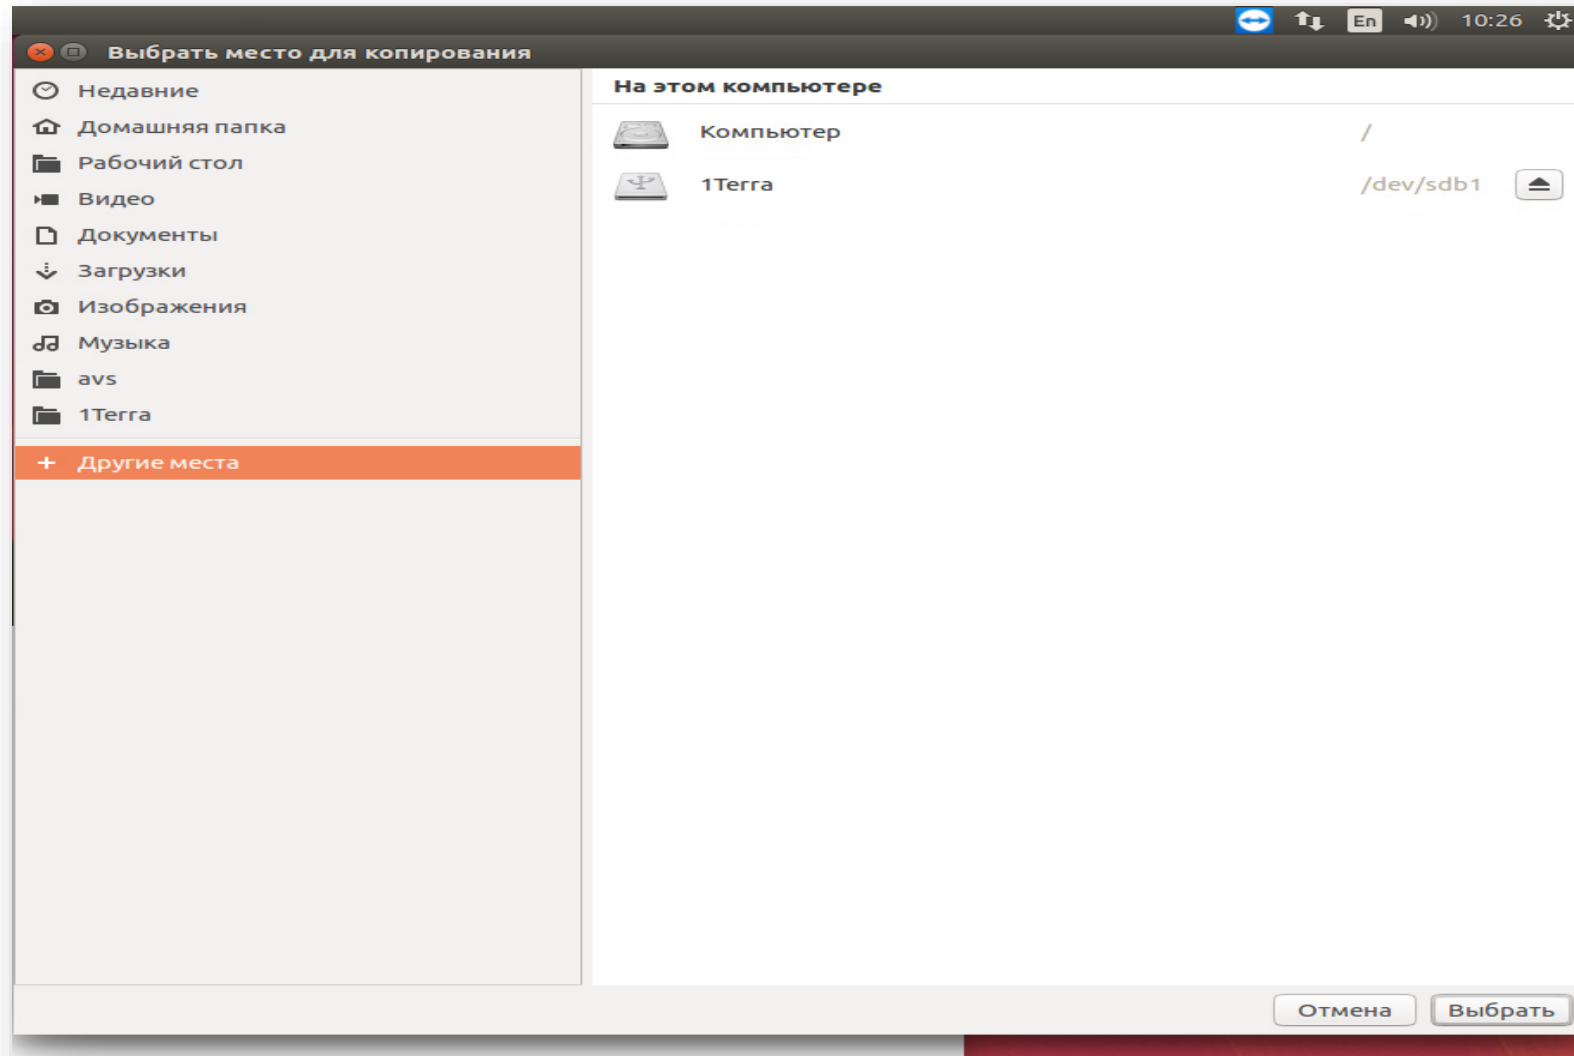 En 10:26
Выбрать место для копирования
Недавние
Домашняя папка
Рабочий стол
Видео
Документы
Загрузки
Изображения
Музыка
avs
1Terra
Другие места
На этом компьютере
Компьютер /
1Terra /dev/sdb1
Отмена Выбрать